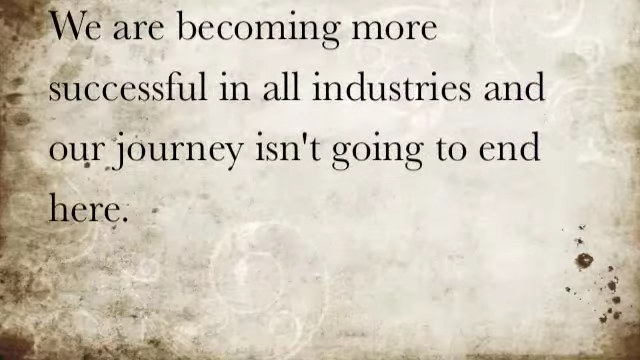 We are becoming more
successful in all industries and
our journey isn't going to end
here.